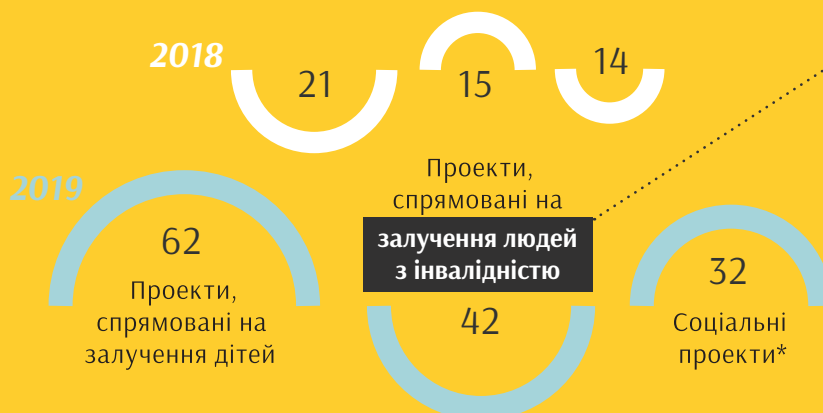 2018
21
15
14
2019
62
Проекти,
спрямовані на
залучення дітей
Проекти,
спрямовані на
залучення людей
з інвалідністю
42
32
Соціальні
проекти*